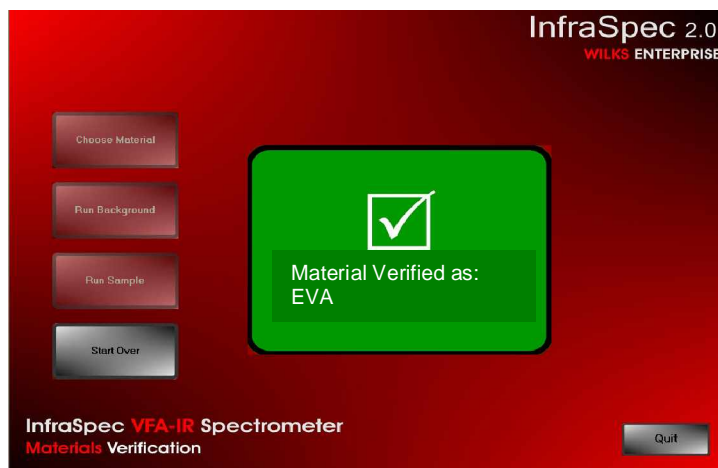 InfraSpec 2.0
WILKS ENTERPRISE
Choose Material
Run Background
Run Sample
Start Over
Material Verified as:
EVA
InfraSpec VFA-IR Spectrometer
Materials Verification
Quit